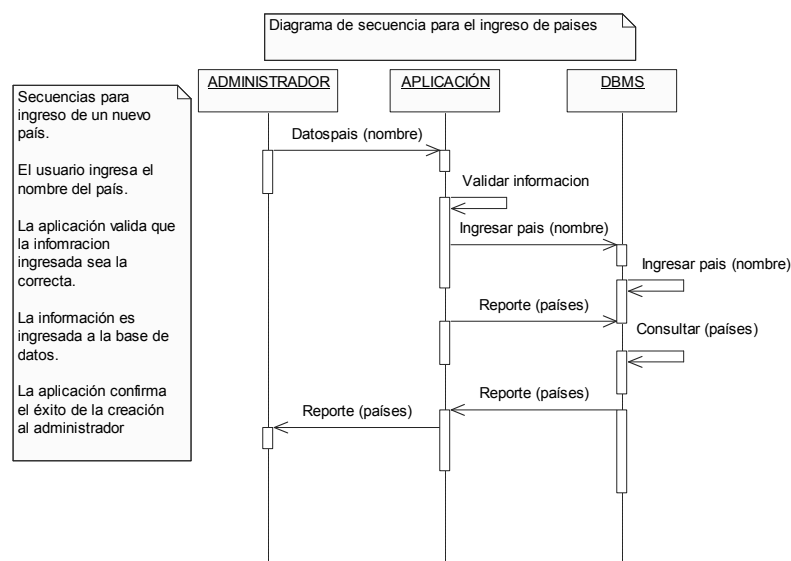 Diagrama de secuencia para el ingreso de paises
ADMINISTRADOR
APLICACIÓN
DBMS
Secuencias para
ingreso de un nuevo
país.
El usuario ingresa el
nombre del país.
La aplicación valida que
la infomracion
ingresada sea la
correcta.
La información es
ingresada a la base de
datos.
La aplicación confirma
el éxito de la creación
al administrador
Datospais (nombre)
Validar informacion
Ingresar pais (nombre)
Ingresar pais (nombre)
Reporte (países)
Consultar (países)
Reporte (países)
Reporte (países)